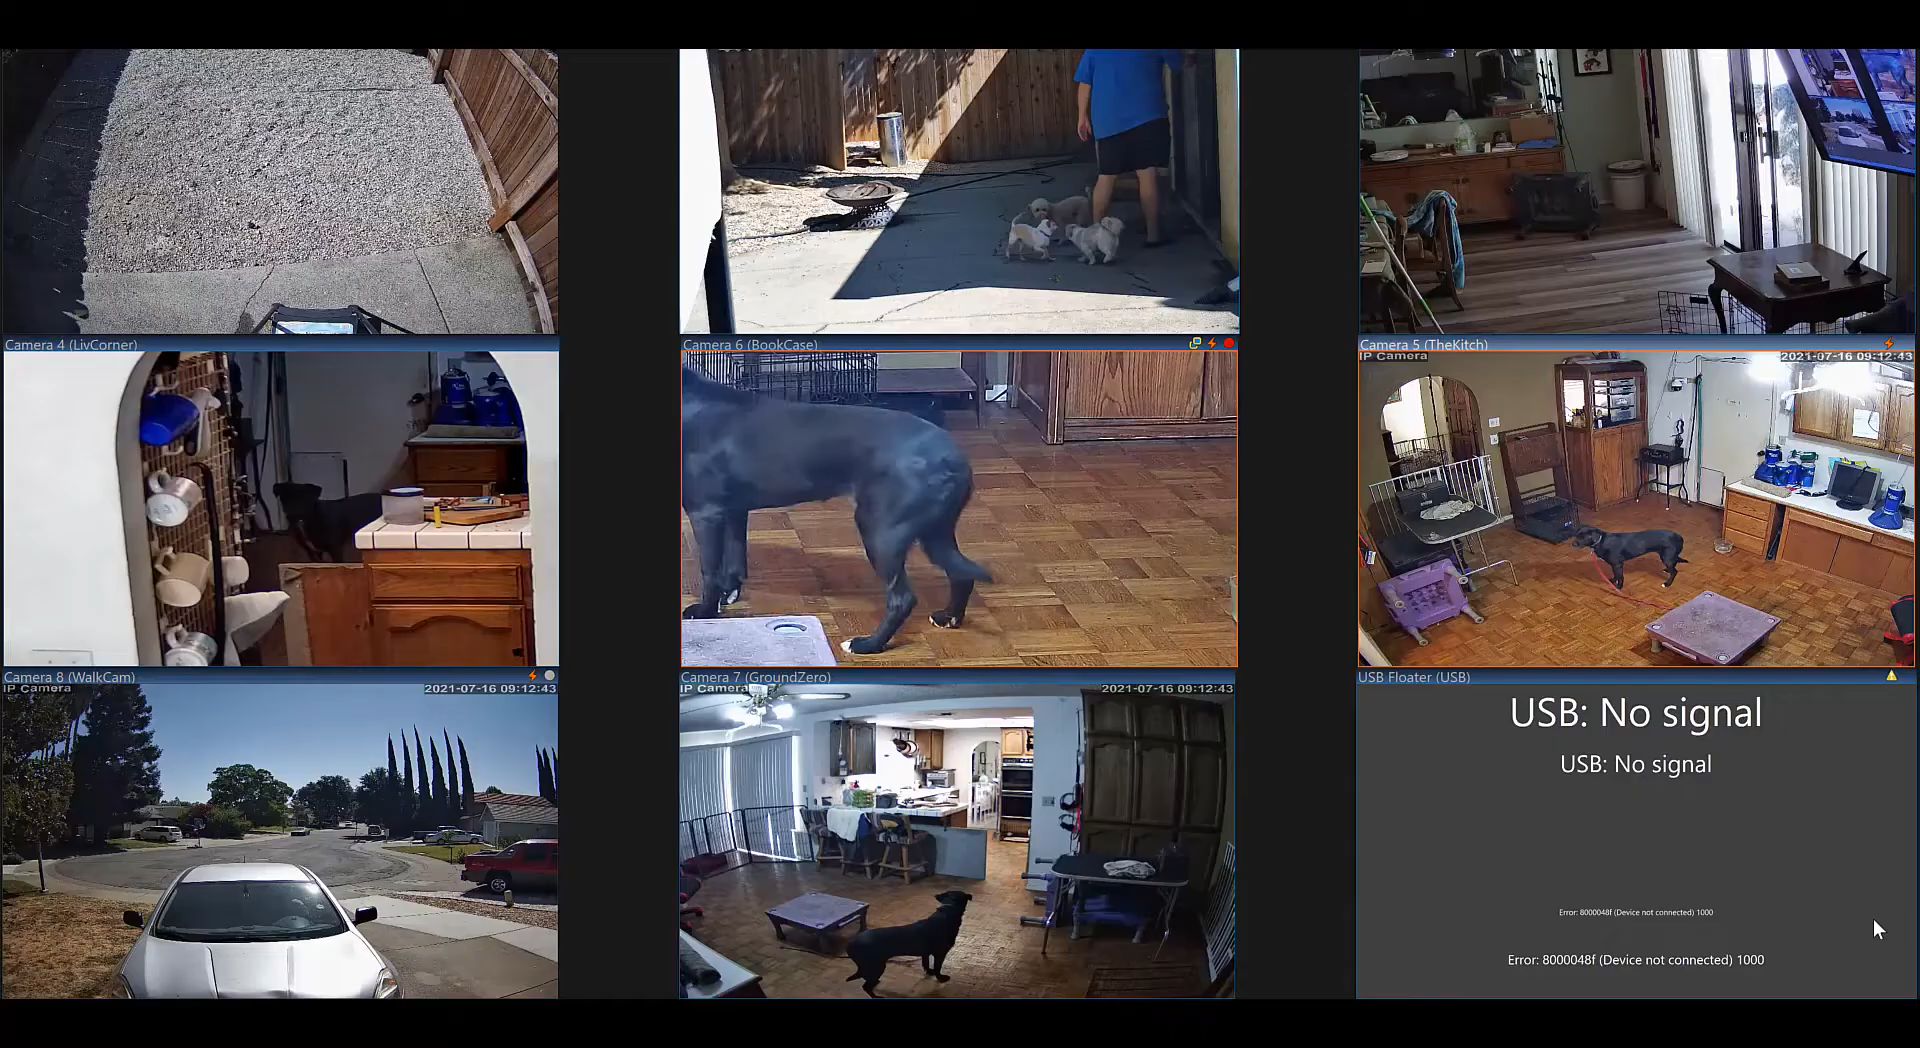 Camera 4 (LivCorner)
Camera 6 (BookCase)
Camera 5 (TheKitch)
IP Camera
2021-07-16 09:12:43
Camera 8 (WalkCam)
IP Camera
2021-07-16 09:12:43
Camera 7 (GroundZero)
IP Camera
2021-07-16 09:12:43
USB Floater (USB)
USB: No signal
USB: No signal
Error: 8000048f (Device not connected) 1000
Error: 8000048f (Device not connected) 1000